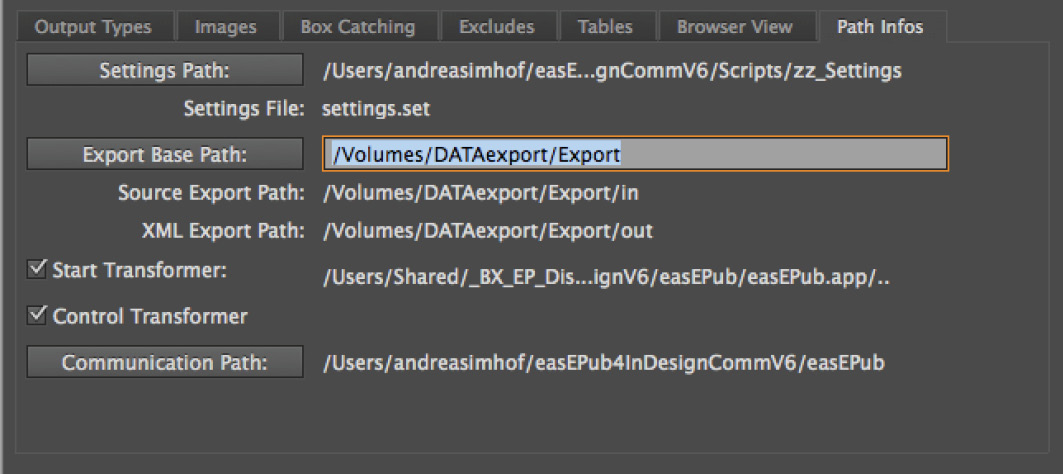 Output Types Images Box Catching Excludes Tables Browser View Path Infos
Settings Path: /Users/andreasimhof/easE...gnCommV6/Scripts/zz_Settings
Settings File: settings.set
Export Base Path: /Volumes/DATAexport/Export
Source Export Path: /Volumes/DATAexport/Export/in
XML Export Path: /Volumes/DATAexport/Export/out
Start Transformer: /Users/Shared/_BX_EP_Dis...ignV6/easEPub/easEPub.app/..
Control Transformer
Communication Path: /Users/andreasimhof/easEPub4InDesignCommV6/easEPub